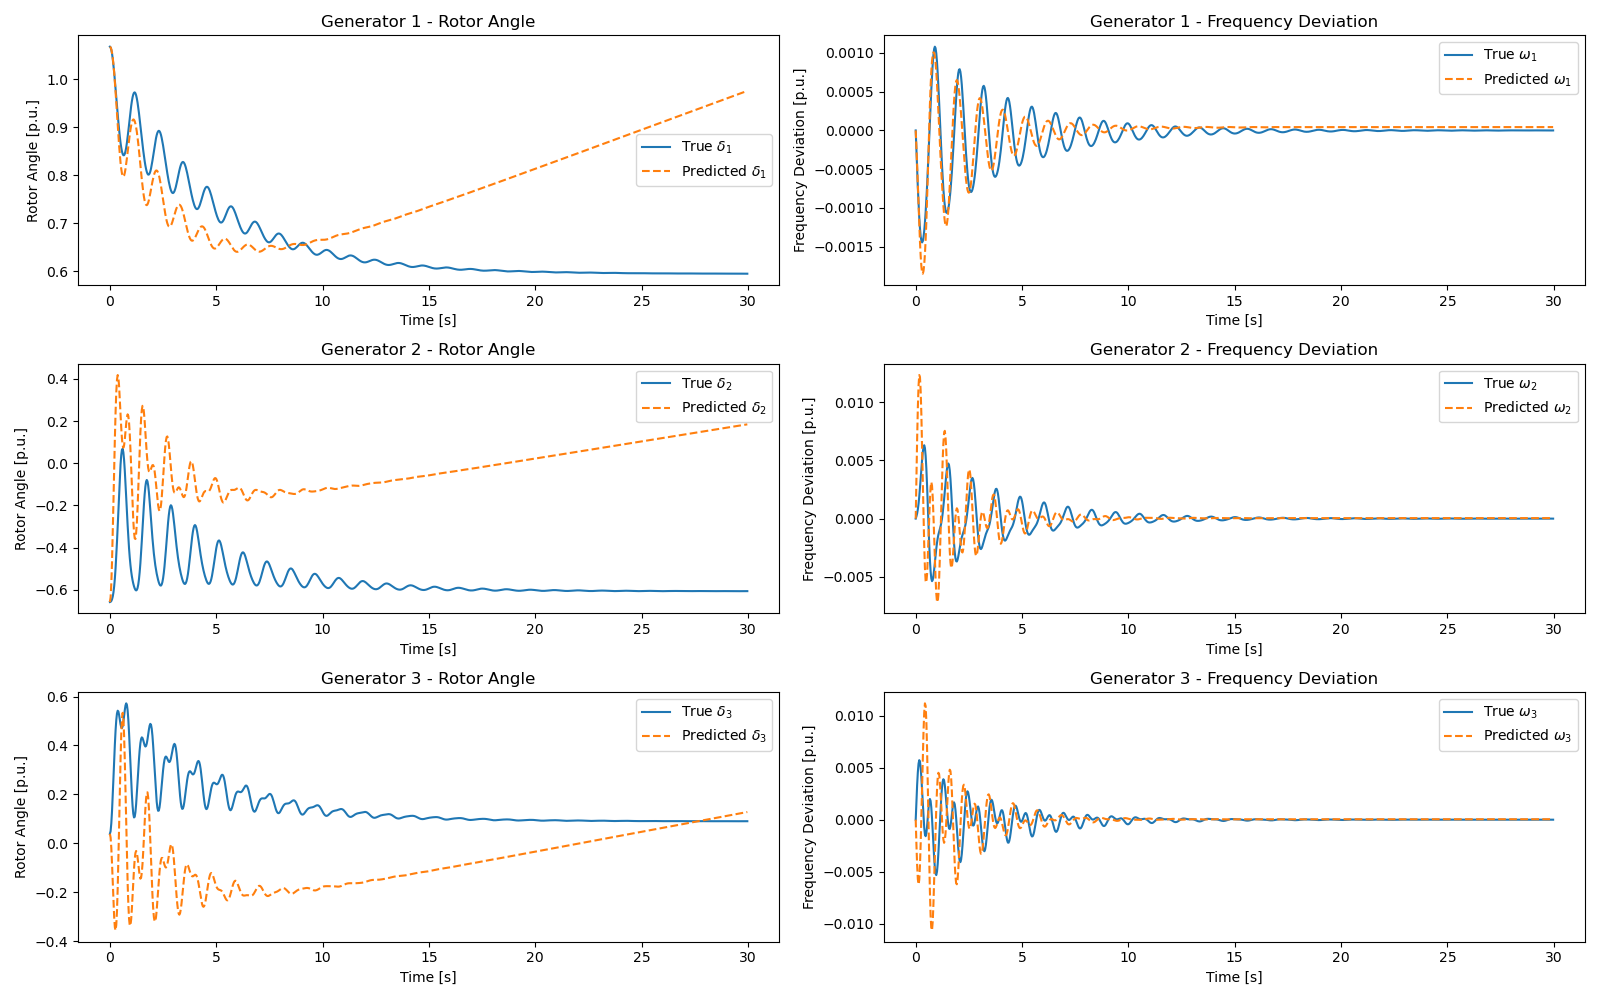 Generator 1 - Rotor Angle
Rotor Angle [p.u.]
1.0
0.9
0.8
0.7
0.6
True δ1
Predicted δ1
0 5 10 15 20 25 30
Time [s]
Generator 1 - Frequency Deviation
Frequency Deviation [p.u.]
0.0010
0.0005
0.0000
−0.0005
−0.0010
−0.0015
True ω1
Predicted ω1
0 5 10 15 20 25 30
Time [s]
Generator 2 - Rotor Angle
Rotor Angle [p.u.]
0.4
0.2
0.0
−0.2
−0.4
−0.6
True δ2
Predicted δ2
0 5 10 15 20 25 30
Time [s]
Generator 2 - Frequency Deviation
Frequency Deviation [p.u.]
0.010
0.005
0.000
−0.005
True ω2
Predicted ω2
0 5 10 15 20 25 30
Time [s]
Generator 3 - Rotor Angle
Rotor Angle [p.u.]
0.6
0.4
0.2
0.0
−0.2
−0.4
True δ3
Predicted δ3
0 5 10 15 20 25 30
Time [s]
Generator 3 - Frequency Deviation
Frequency Deviation [p.u.]
0.010
0.005
0.000
−0.005
−0.010
True ω3
Predicted ω3
0 5 10 15 20 25 30
Time [s]